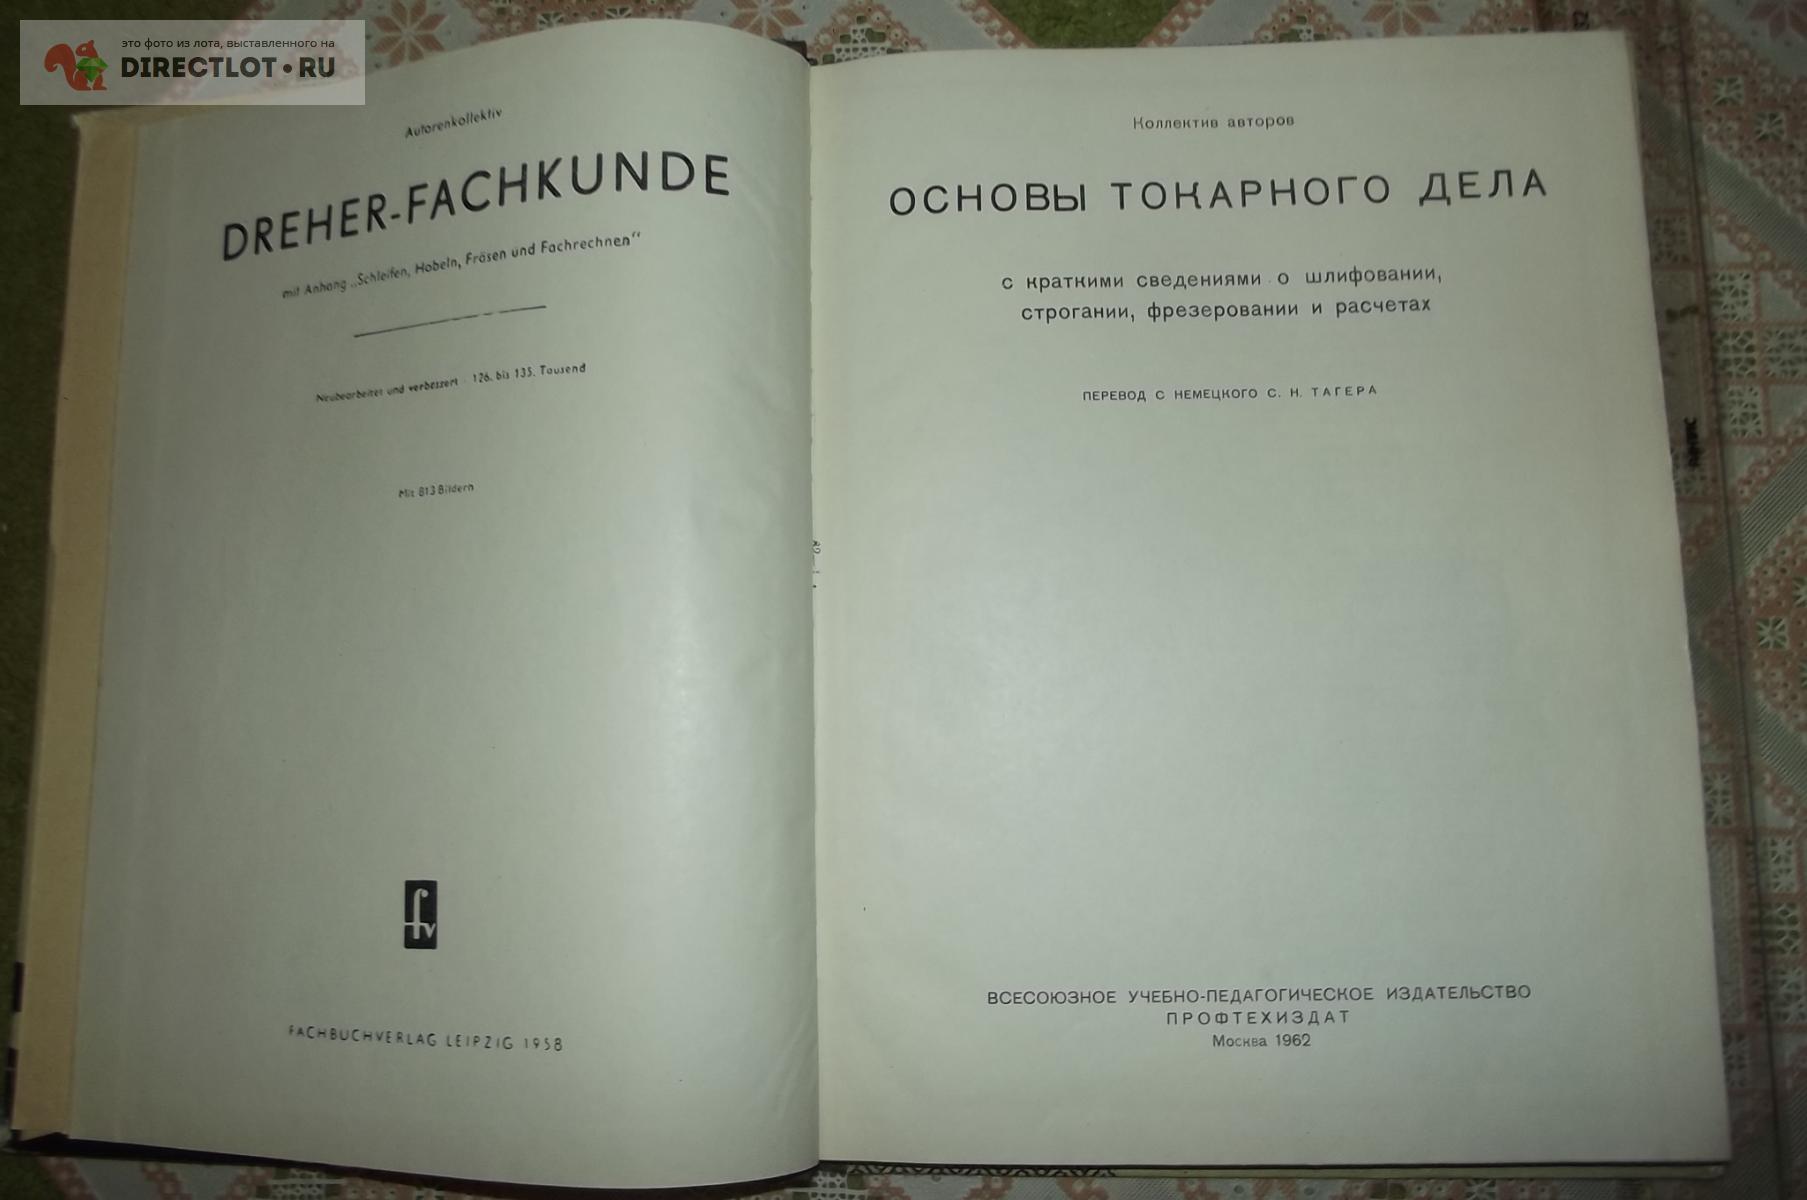 это фото из лота, выставленного на
DIRECTLOT•RU
Autorenkollektiv
DREHER-FACHKUNDE
mit Anhang „Schleifen, Hobeln, Fräsen und Fachrechnen“
Neubearbeitet und verbessert · 126. bis 135. Tausend
Mit 813 Bildern
fv
FACHBUCHVERLAG LEIPZIG 1958
Коллектив авторов
ОСНОВЫ ТОКАРНОГО ДЕЛА
с краткими сведениями о шлифовании,
строгании, фрезеровании и расчетах
ПЕРЕВОД С НЕМЕЦКОГО С. Н. ТАГЕРА
ВСЕСОЮЗНОЕ УЧЕБНО-ПЕДАГОГИЧЕСКОЕ ИЗДАТЕЛЬСТВО
ПРОФТЕХИЗДАТ
Москва 1962